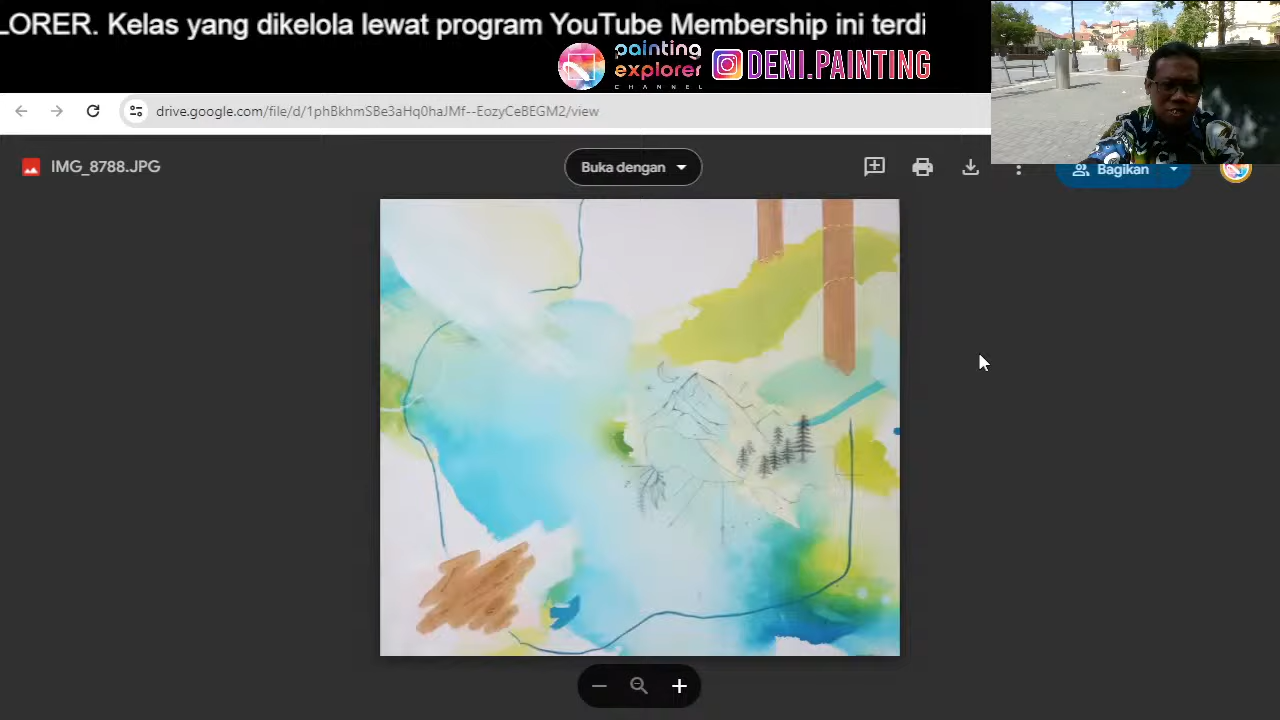 LORER. Kelas yang dikelola lewat program YouTube Membership ini terdi
painting
explorer
CHANNEL
DENI.PAINTING
drive.google.com/file/d/1phBkhmSBe3aHq0haJMf--EozyCeBEGM2/view
IMG_8788.JPG
Buka dengan
Bagikan